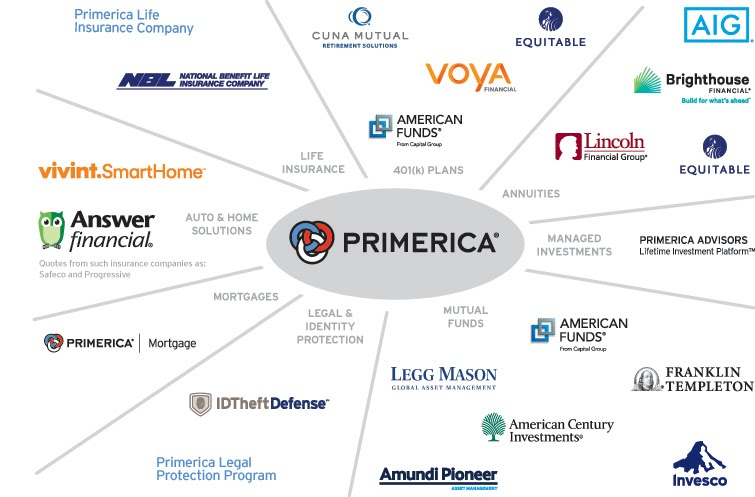 Primerica Life
Insurance Company
NBL NATIONAL BENEFIT LIFE
INSURANCE COMPANY
LIFE
INSURANCE
CUNA MUTUAL
RETIREMENT SOLUTIONS
EQUITABLE
VOYA
FINANCIAL
AMERICAN
FUNDS®
From Capital Group
401(k) PLANS
AIG
Brighthouse
FINANCIAL®
Build for what's ahead®
Lincoln
Financial Group®
EQUITABLE
ANNUITIES
vivint.SmartHome™
Answer
financial®
Quotes from such insurance companies as:
Safeco and Progressive
AUTO & HOME
SOLUTIONS
PRIMERICA®
MANAGED
INVESTMENTS
PRIMERICA ADVISORS
Lifetime Investment Platform™
MORTGAGES
PRIMERICA® | Mortgage
LEGAL &
IDENTITY
PROTECTION
IDTheftDefense™
Primerica Legal
Protection Program
MUTUAL
FUNDS
AMERICAN
FUNDS®
From Capital Group
LEGG MASON
GLOBAL ASSET MANAGEMENT
FRANKLIN
TEMPLETON
American Century
Investments®
Amundi Pioneer
ASSET MANAGEMENT
Invesco